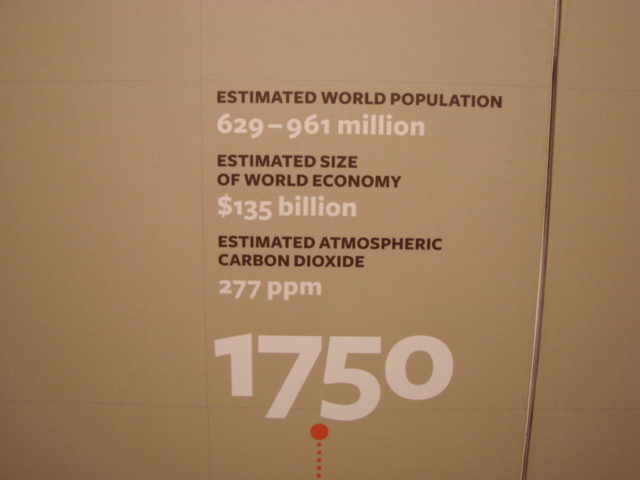 ESTIMATED WORLD POPULATION
629–961 million
ESTIMATED SIZE
OF WORLD ECONOMY
$135 billion
ESTIMATED ATMOSPHERIC
CARBON DIOXIDE
277 ppm
1750